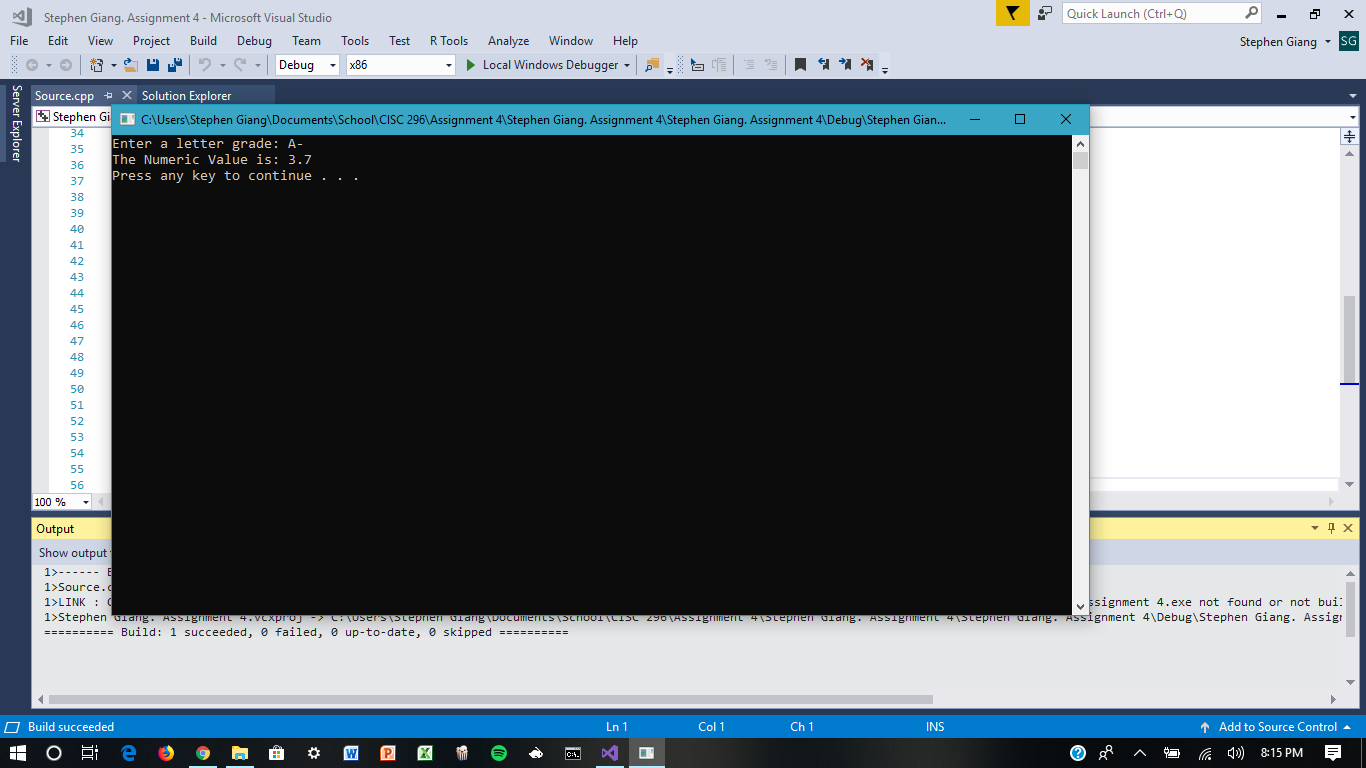 Stephen Giang. Assignment 4 - Microsoft Visual Studio
Quick Launch (Ctrl+Q)
File Edit View Project Build Debug Team Tools Test R Tools Analyze Window Help
Stephen Giang SG
Debug x86 Local Windows Debugger
Server Explorer
Source.cpp Solution Explorer
Stephen Gi
C:\Users\Stephen Giang\Documents\School\CISC 296\Assignment 4\Stephen Giang. Assignment 4\Stephen Giang. Assignment 4\Debug\Stephen Gian...
Enter a letter grade: A-
The Numeric Value is: 3.7
Press any key to continue . . .
34
35
36
37
38
39
40
41
42
43
44
45
46
47
48
49
50
51
52
53
54
55
56
100 %
Output
Show output
1>------
1>Source.c
1>LINK : ssignment 4.exe not found or not buil
1>Stephen Giang. Assignment 4.vcxproj -> C:\Users\Stephen Giang\Documents\School\CISC 296\Assignment 4\Stephen Giang. Assignment 4\Stephen Giang. Assignment 4\Debug\Stephen Giang. Assign
========== Build: 1 succeeded, 0 failed, 0 up-to-date, 0 skipped ==========
Build succeeded Ln 1 Col 1 Ch 1 INS Add to Source Control
8:15 PM